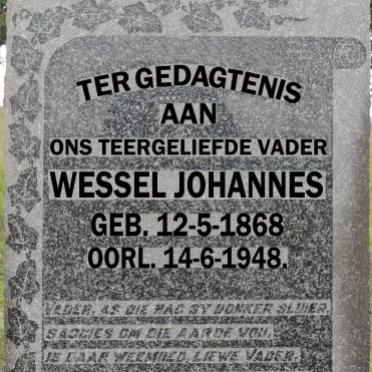 TER GEDAGTENIS
AAN
ONS TEERGELIEFDE VADER
WESSEL JOHANNES
GEB. 12-5-1868
OORL. 14-6-1948.
VADER, AS DIE NAG SY DONKER SLUIER,
SAGGIES OM DIE AARDE VOU,
IS DAAR WEEMOED, LIEWE VADER.